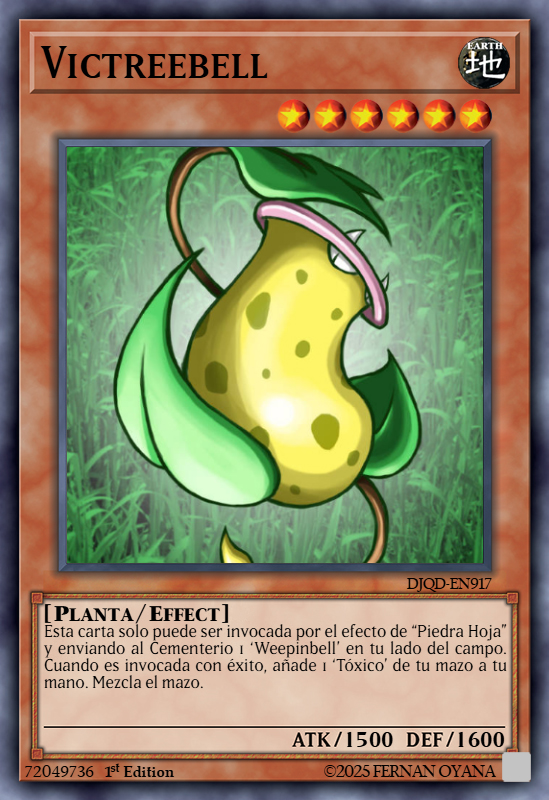 VICTREEBELL
EARTH
地
DJQD-EN917
[PLANTA/EFFECT]
Esta carta solo puede ser invocada por el efecto de “Piedra Hoja”
y enviando al Cementerio 1 ‘Weepinbell’ en tu lado del campo.
Cuando es invocada con éxito, añade 1 ‘Tóxico’ de tu mazo a tu
mano. Mezcla el mazo.
ATK/1500 DEF/1600
72049736 1st Edition ©2025 FERNAN OYANA